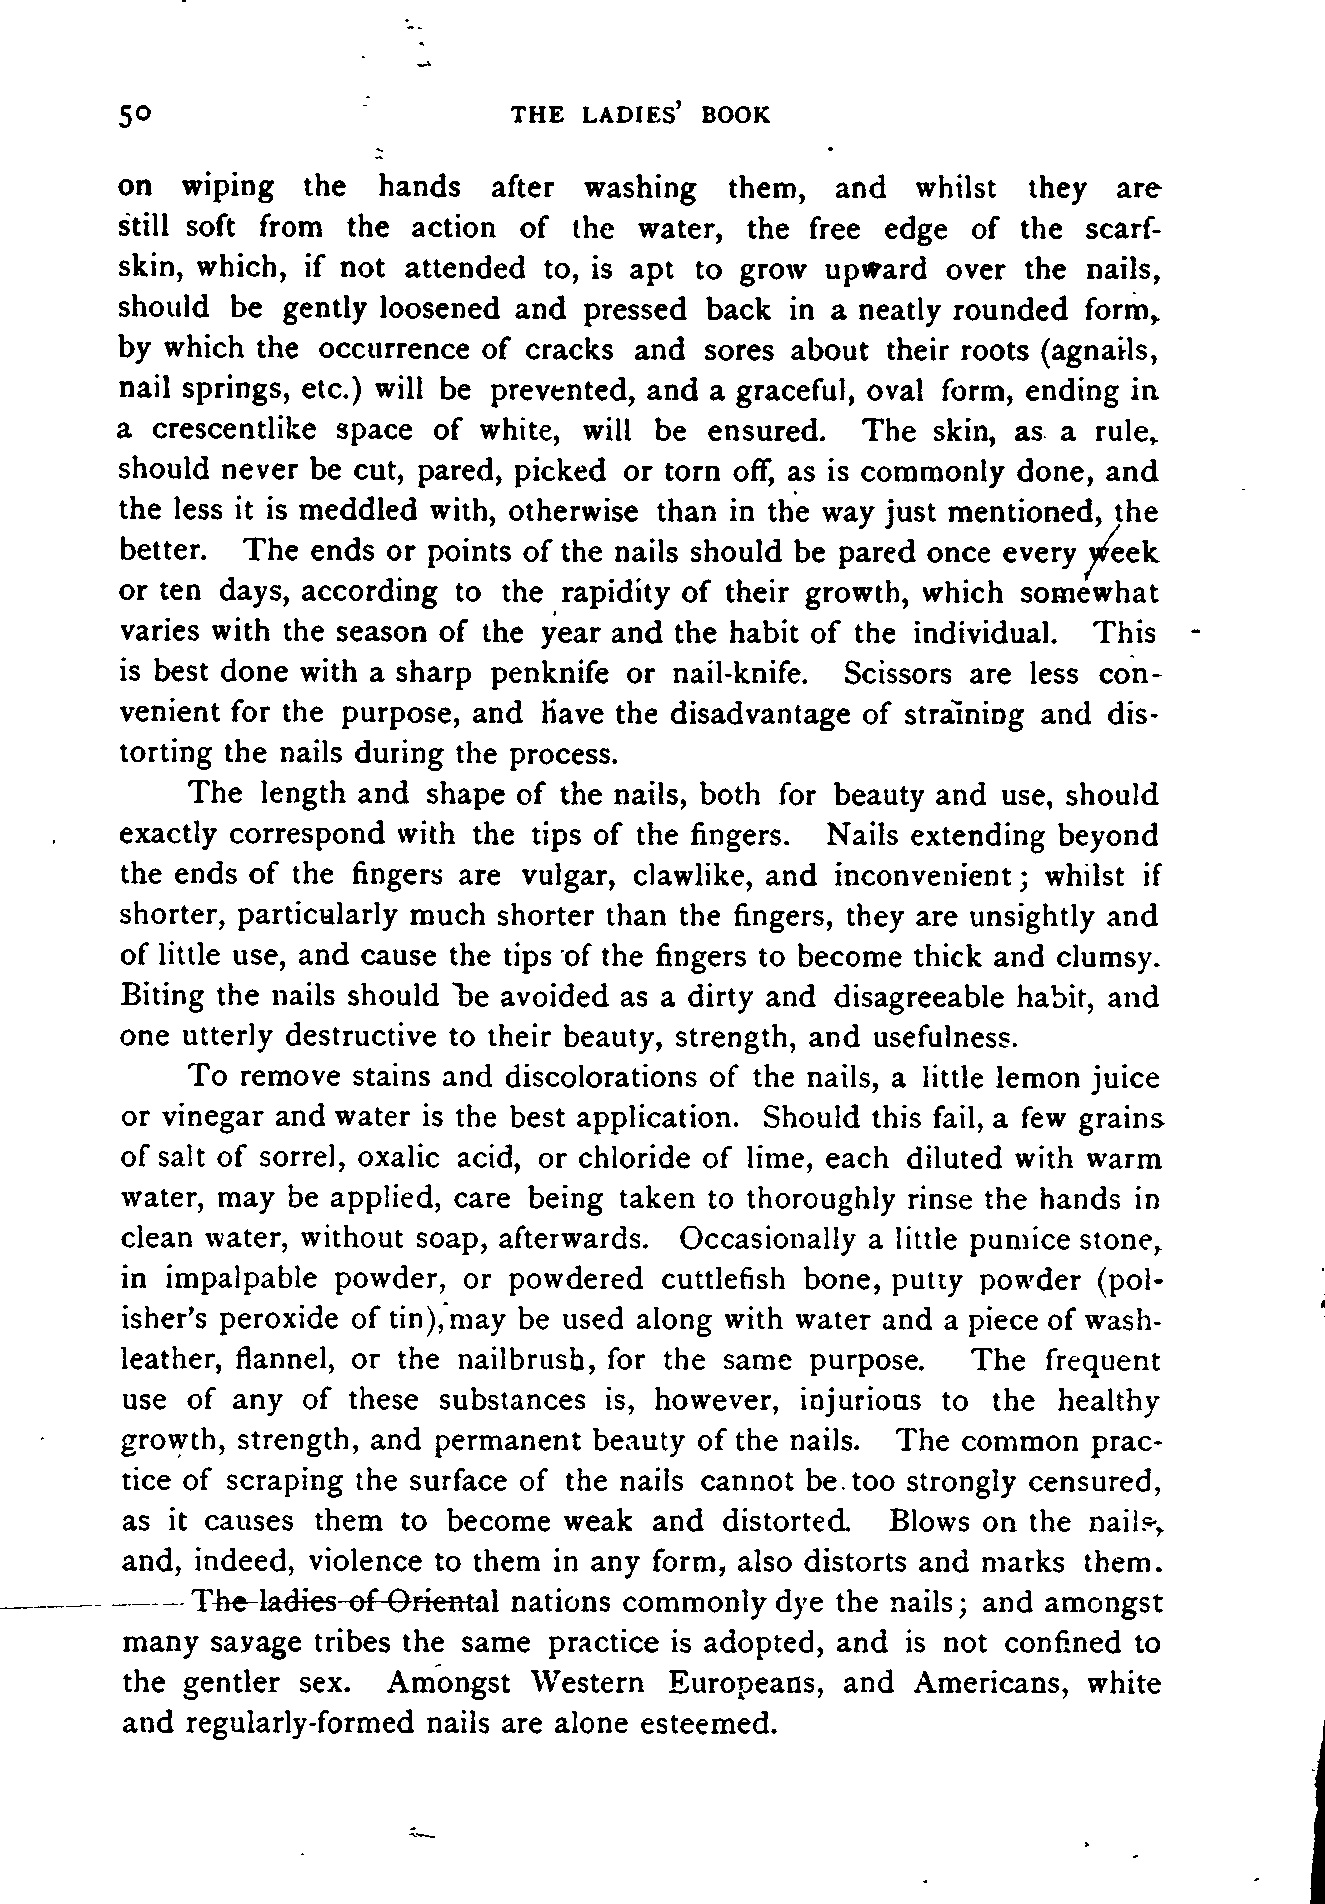 50 THE LADIES' BOOK
on wiping the hands after washing them, and whilst they are
still soft from the action of the water, the free edge of the scarf-
skin, which, if not attended to, is apt to grow upward over the nails,
should be gently loosened and pressed back in a neatly rounded form,
by which the occurrence of cracks and sores about their roots (agnails,
nail springs, etc.) will be prevented, and a graceful, oval form, ending in
a crescentlike space of white, will be ensured. The skin, as a rule,
should never be cut, pared, picked or torn off, as is commonly done, and
the less it is meddled with, otherwise than in the way just mentioned, the
better. The ends or points of the nails should be pared once every week
or ten days, according to the rapidity of their growth, which somewhat
varies with the season of the year and the habit of the individual. This
is best done with a sharp penknife or nail-knife. Scissors are less con-
venient for the purpose, and have the disadvantage of straining and dis-
torting the nails during the process.
The length and shape of the nails, both for beauty and use, should
exactly correspond with the tips of the fingers. Nails extending beyond
the ends of the fingers are vulgar, clawlike, and inconvenient; whilst if
shorter, particularly much shorter than the fingers, they are unsightly and
of little use, and cause the tips of the fingers to become thick and clumsy.
Biting the nails should be avoided as a dirty and disagreeable habit, and
one utterly destructive to their beauty, strength, and usefulness.
To remove stains and discolorations of the nails, a little lemon juice
or vinegar and water is the best application. Should this fail, a few grains
of salt of sorrel, oxalic acid, or chloride of lime, each diluted with warm
water, may be applied, care being taken to thoroughly rinse the hands in
clean water, without soap, afterwards. Occasionally a little pumice stone,
in impalpable powder, or powdered cuttlefish bone, putty powder (pol-
isher's peroxide of tin), may be used along with water and a piece of wash-
leather, flannel, or the nailbrush, for the same purpose. The frequent
use of any of these substances is, however, injurious to the healthy
growth, strength, and permanent beauty of the nails. The common prac-
tice of scraping the surface of the nails cannot be too strongly censured,
as it causes them to become weak and distorted. Blows on the nails,
and, indeed, violence to them in any form, also distorts and marks them.
The ladies of Oriental nations commonly dye the nails; and amongst
many savage tribes the same practice is adopted, and is not confined to
the gentler sex. Amongst Western Europeans, and Americans, white
and regularly-formed nails are alone esteemed.